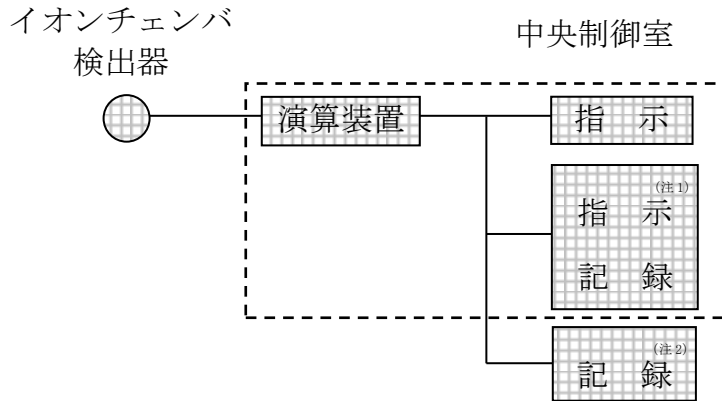 イオンチェンバ
検出器
中央制御室
演算装置
指 示
(注1)
指 示
記 録
(注2)
記 録